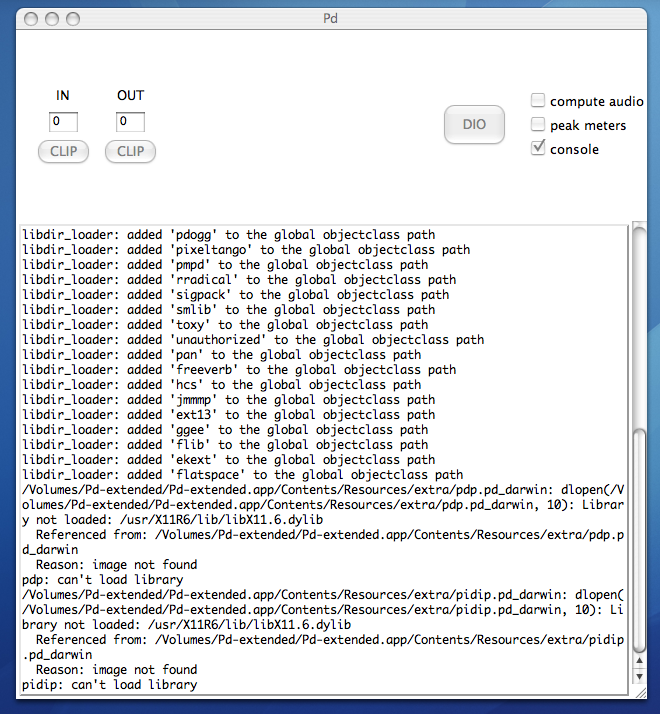 Pd
IN OUT
0 0
CLIP CLIP
DIO
compute audio
peak meters
console
libdir_loader: added 'pdogg' to the global objectclass path
libdir_loader: added 'pixeltango' to the global objectclass path
libdir_loader: added 'pmpd' to the global objectclass path
libdir_loader: added 'rradical' to the global objectclass path
libdir_loader: added 'sigpack' to the global objectclass path
libdir_loader: added 'smlib' to the global objectclass path
libdir_loader: added 'toxy' to the global objectclass path
libdir_loader: added 'unauthorized' to the global objectclass path
libdir_loader: added 'pan' to the global objectclass path
libdir_loader: added 'freeverb' to the global objectclass path
libdir_loader: added 'hcs' to the global objectclass path
libdir_loader: added 'jmmmp' to the global objectclass path
libdir_loader: added 'ext13' to the global objectclass path
libdir_loader: added 'ggee' to the global objectclass path
libdir_loader: added 'flib' to the global objectclass path
libdir_loader: added 'ekext' to the global objectclass path
libdir_loader: added 'flatspace' to the global objectclass path
/Volumes/Pd-extended/Pd-extended.app/Contents/Resources/extra/pdp.pd_darwin: dlopen(/V
olumes/Pd-extended/Pd-extended.app/Contents/Resources/extra/pdp.pd_darwin, 10): Librar
y not loaded: /usr/X11R6/lib/libX11.6.dylib
  Referenced from: /Volumes/Pd-extended/Pd-extended.app/Contents/Resources/extra/pdp.p
d_darwin
  Reason: image not found
pdp: can't load library
/Volumes/Pd-extended/Pd-extended.app/Contents/Resources/extra/pidip.pd_darwin: dlopen(
/Volumes/Pd-extended/Pd-extended.app/Contents/Resources/extra/pidip.pd_darwin, 10): Li
brary not loaded: /usr/X11R6/lib/libX11.6.dylib
  Referenced from: /Volumes/Pd-extended/Pd-extended.app/Contents/Resources/extra/pidip
.pd_darwin
  Reason: image not found
pidip: can't load library